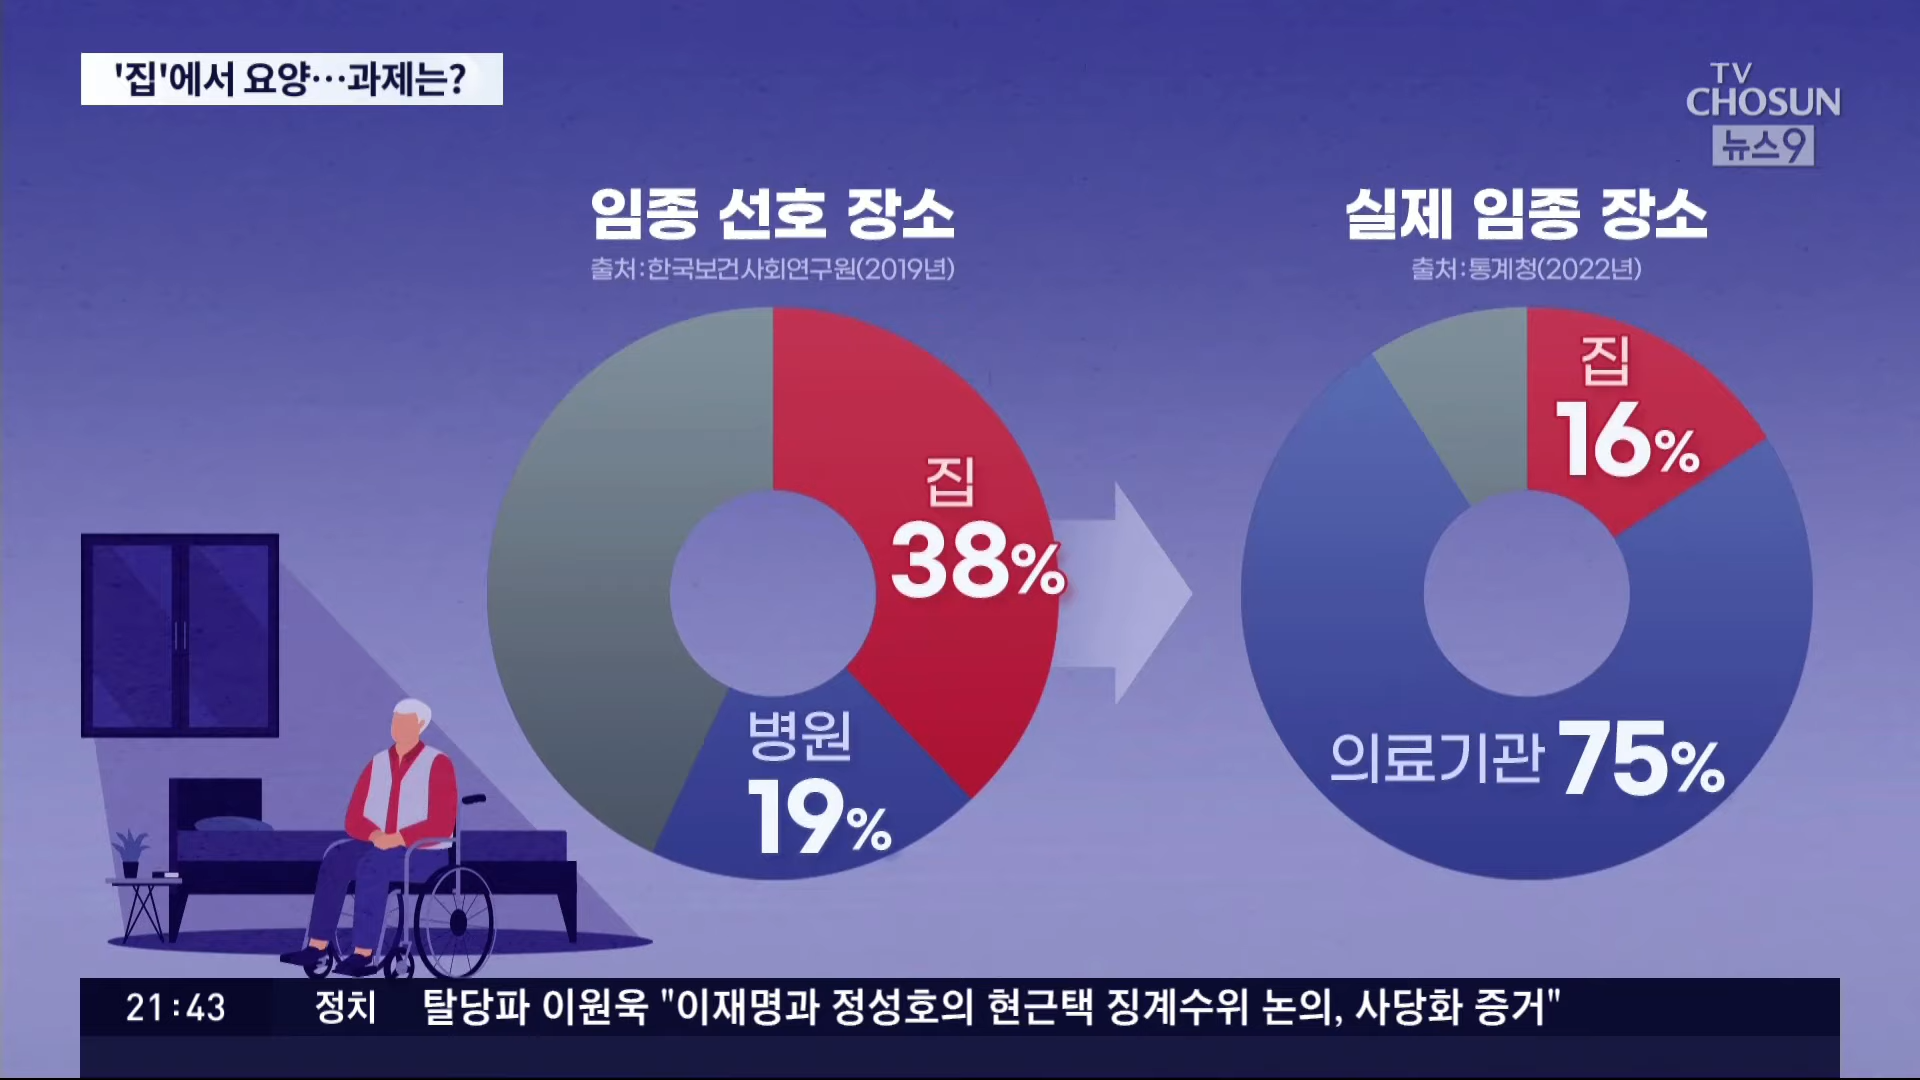 '집'에서 요양…과제는?
TV
CHOSUN
뉴스9
임종 선호 장소
출처:한국보건사회연구원(2019년)
집
38%
병원
19%
실제 임종 장소
출처:통계청(2022년)
집
16%
의료기관 75%
21:43 정치 탈당파 이원욱 "이재명과 정성호의 현근택 징계수위 논의, 사당화 증거"